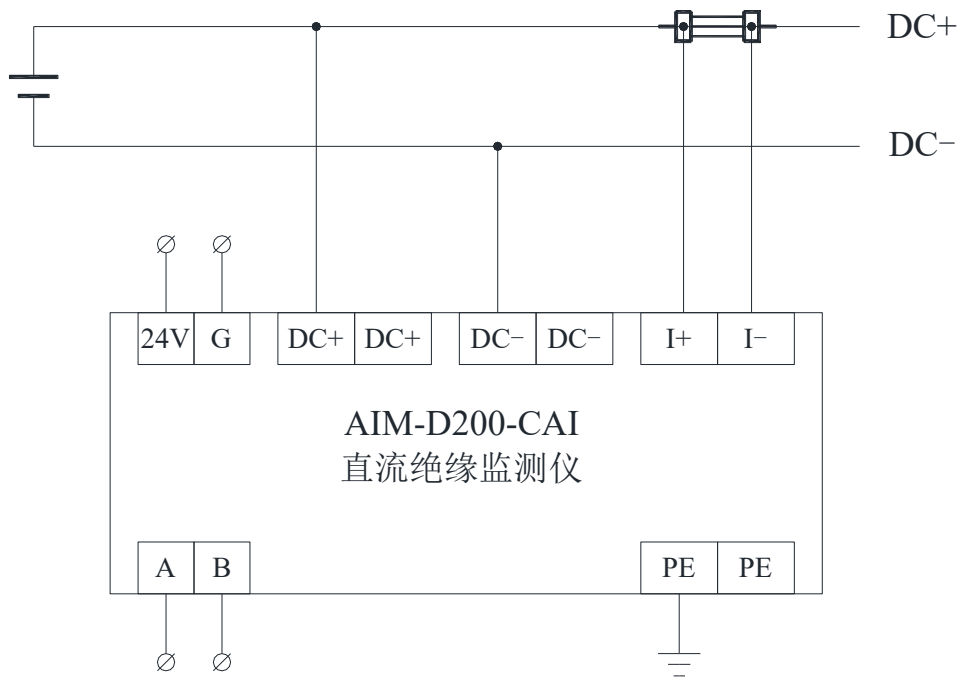 DC+
DC-
24V G DC+ DC+ DC- DC- I+ I-
AIM-D200-CAI
直流绝缘监测仪
A B PE PE